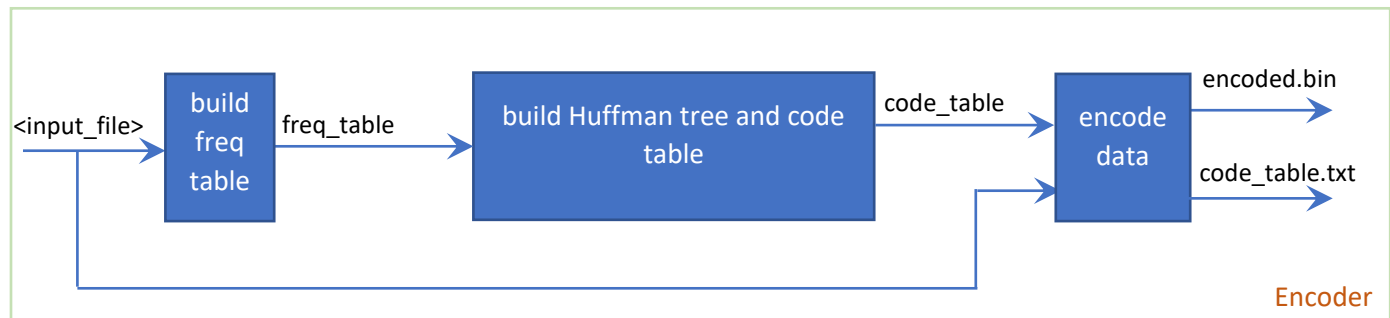 <input_file>
build
freq
table
freq_table
build Huffman tree and code
table
code_table
encode
data
encoded.bin
code_table.txt
Encoder